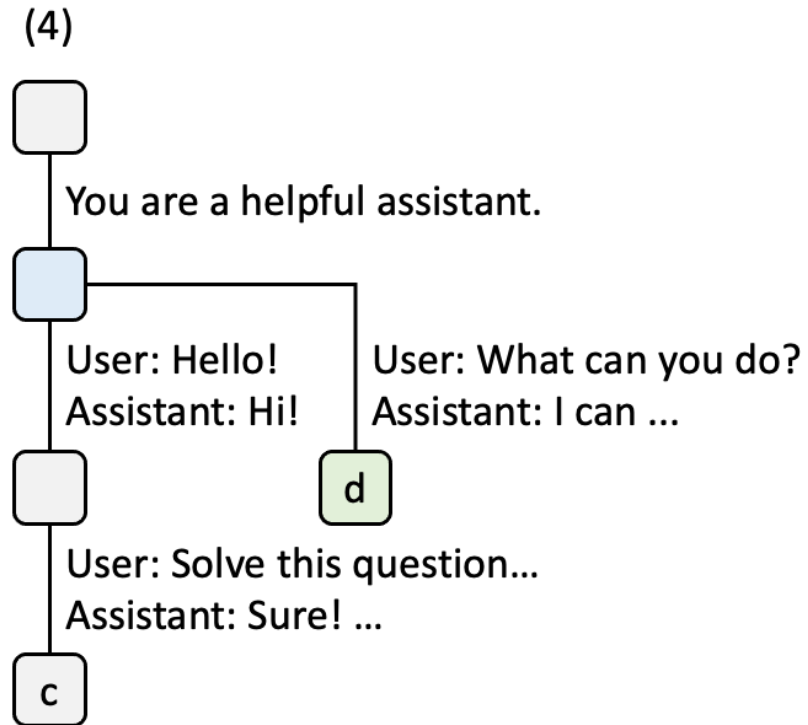 (4)
You are a helpful assistant.
User: Hello!
Assistant: Hi!
User: What can you do?
Assistant: I can ...
d
User: Solve this question...
Assistant: Sure! ...
c